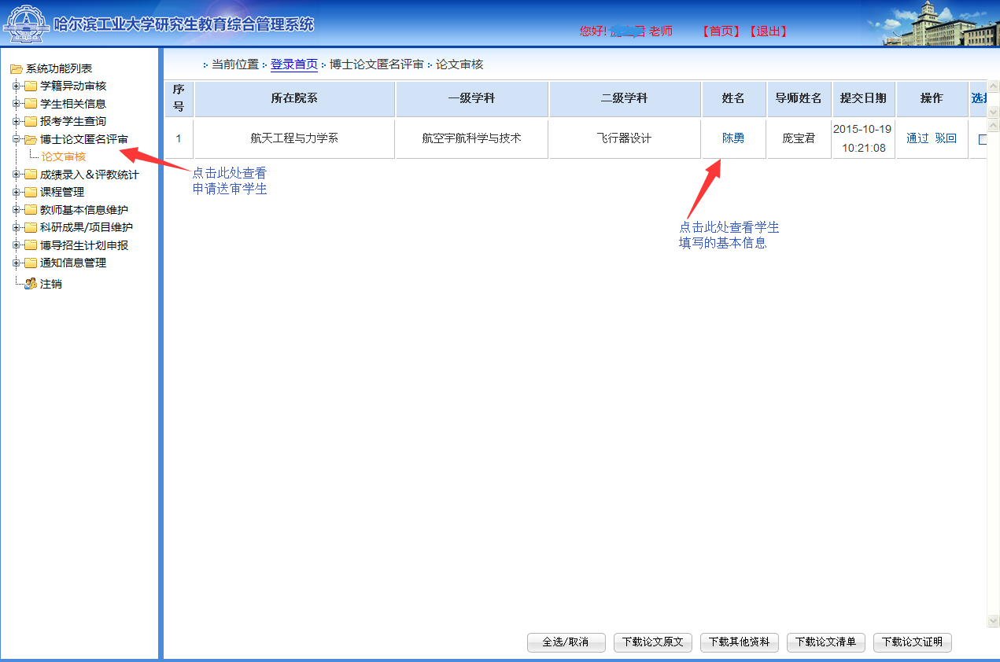 哈尔滨工业大学研究生教育综合管理系统
您好! 老师 【首页】【退出】
系统功能列表
学籍异动审核
学生相关信息
报考学生查询
博士论文匿名评审
论文审核
成绩录入＆评教统计
课程管理
教师基本信息维护
科研成果/项目维护
博导招生计划申报
通知信息管理
注销
当前位置 登录首页 博士论文匿名评审 论文审核
序号 所在院系 一级学科 二级学科 姓名 导师姓名 提交日期 操作 选
1 航天工程与力学系 航空宇航科学与技术 飞行器设计 陈勇 庞宝君 2015-10-19 10:21:08 通过 驳回
点击此处查看
申请送审学生
点击此处查看学生
填写的基本信息
全选/取消 下载论文原文 下载其他资料 下载论文清单 下载论文证明